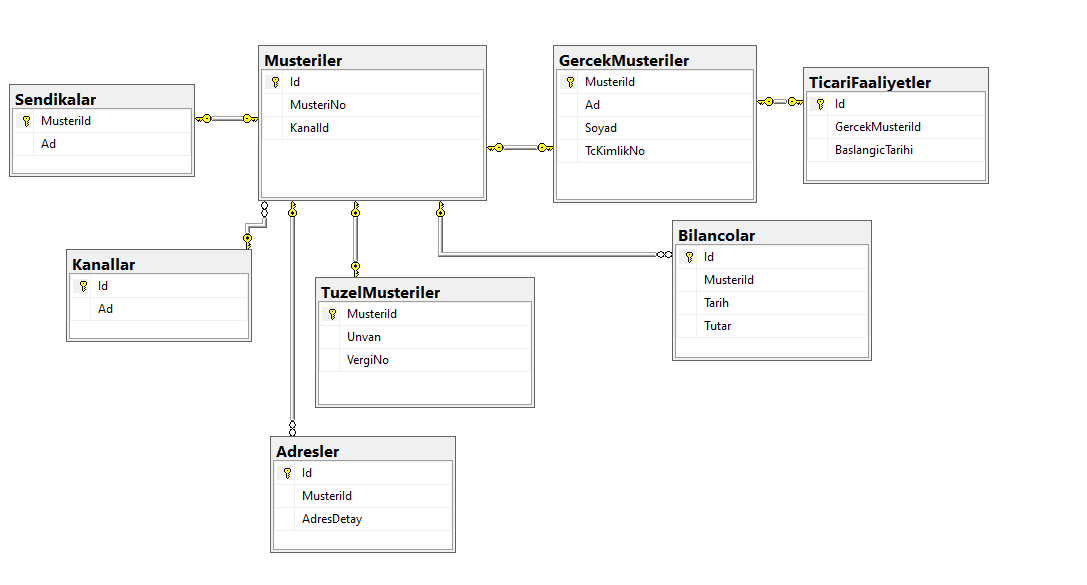 Musteriler
Id
MusteriNo
KanalId
GercekMusteriler
MusteriId
Ad
Soyad
TcKimlikNo
TicariFaaliyetler
Id
GercekMusteriId
BaslangicTarihi
Sendikalar
MusteriId
Ad
Kanallar
Id
Ad
TuzelMusteriler
MusteriId
Unvan
VergiNo
Bilancolar
Id
MusteriId
Tarih
Tutar
Adresler
Id
MusteriId
AdresDetay